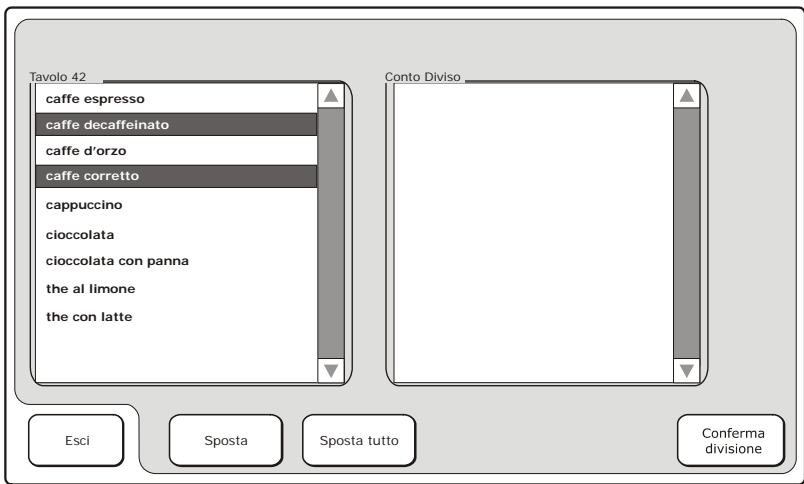 Tavolo 42
caffe espresso
caffe decaffeinato
caffe d'orzo
caffe corretto
cappuccino
cioccolata
cioccolata con panna
the al limone
the con latte
Conto Diviso
Esci
Sposta
Sposta tutto
Conferma
divisione